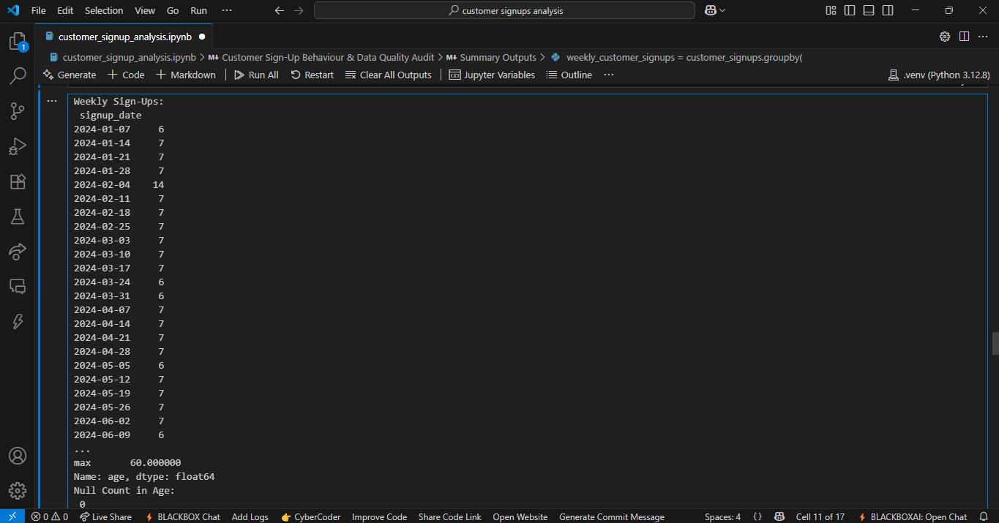 File Edit Selection View Go Run ··· customer signups analysis
customer_signup_analysis.ipynb
customer_signup_analysis.ipynb > M↓ Customer Sign-Up Behaviour & Data Quality Audit > M↓ Summary Outputs > weekly_customer_signups = customer_signups.groupby(
Generate + Code + Markdown | Run All Restart Clear All Outputs | Jupyter Variables Outline ··· .venv (Python 3.12.8)
1
···
Weekly Sign-Ups:
signup_date
2024-01-07 6
2024-01-14 7
2024-01-21 7
2024-01-28 7
2024-02-04 14
2024-02-11 7
2024-02-18 7
2024-02-25 7
2024-03-03 7
2024-03-10 7
2024-03-17 7
2024-03-24 6
2024-03-31 6
2024-04-07 7
2024-04-14 7
2024-04-21 7
2024-04-28 7
2024-05-05 6
2024-05-12 7
2024-05-19 7
2024-05-26 7
2024-06-02 7
2024-06-09 6
...
max 60.000000
Name: age, dtype: float64
Null Count in Age:
0
0 0 Live Share BLACKBOX Chat Add Logs CyberCoder Improve Code Share Code Link Open Website Generate Commit Message Spaces: 4 {} Cell 11 of 17 BLACKBOXAI: Open Chat